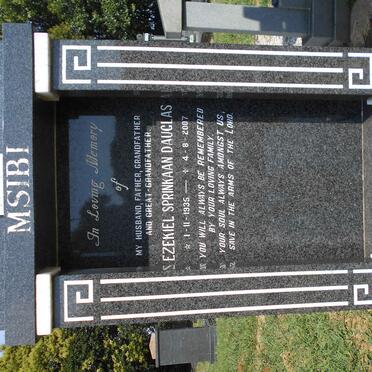 MSIBI
In Loving Memory
of
MY HUSBAND, FATHER, GRANDFATHER
AND GREAT-GRANDFATHER
EZEKIEL SPRINKAAN DAUGLAS
☆ 1-11-1935 — ☆ 4-8-2007
YOU WILL ALWAYS BE REMEMBERED
BY YOUR LOVING FAMILY.
YOUR SOUL ALWAYS AMONGST US,
SAVE IN THE ARMS OF THE LORD.